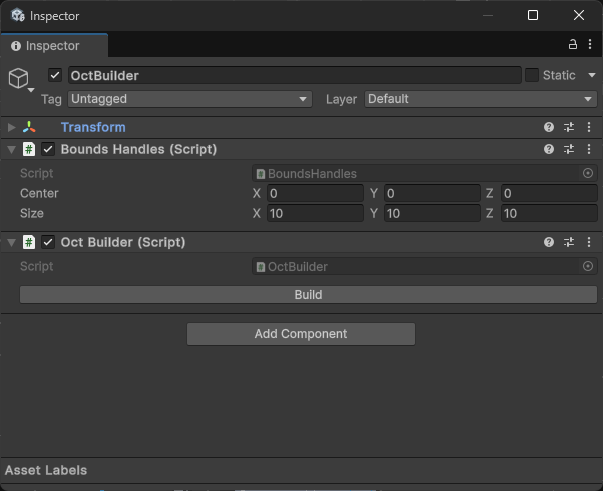 Inspector
Inspector
OctBuilder Static
Tag Untagged Layer Default
Transform
# Bounds Handles (Script)
Script # BoundsHandles
Center X 0 Y 0 Z 0
Size X 10 Y 10 Z 10
# Oct Builder (Script)
Script # OctBuilder
Build
Add Component
Asset Labels